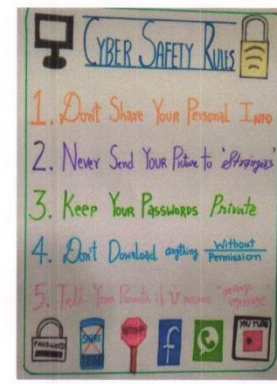 CYBER SAFETY RULES
1. Don't Share Your Personal INFO
2. Never Send YOUR Picture to 'Strangers'
3. Keep YOUR PASSWORDS Private
4. Don't Download anything Without Permission
5. Tell Your Parents if U receive
PASSWORD
STOP
YOU TUBE